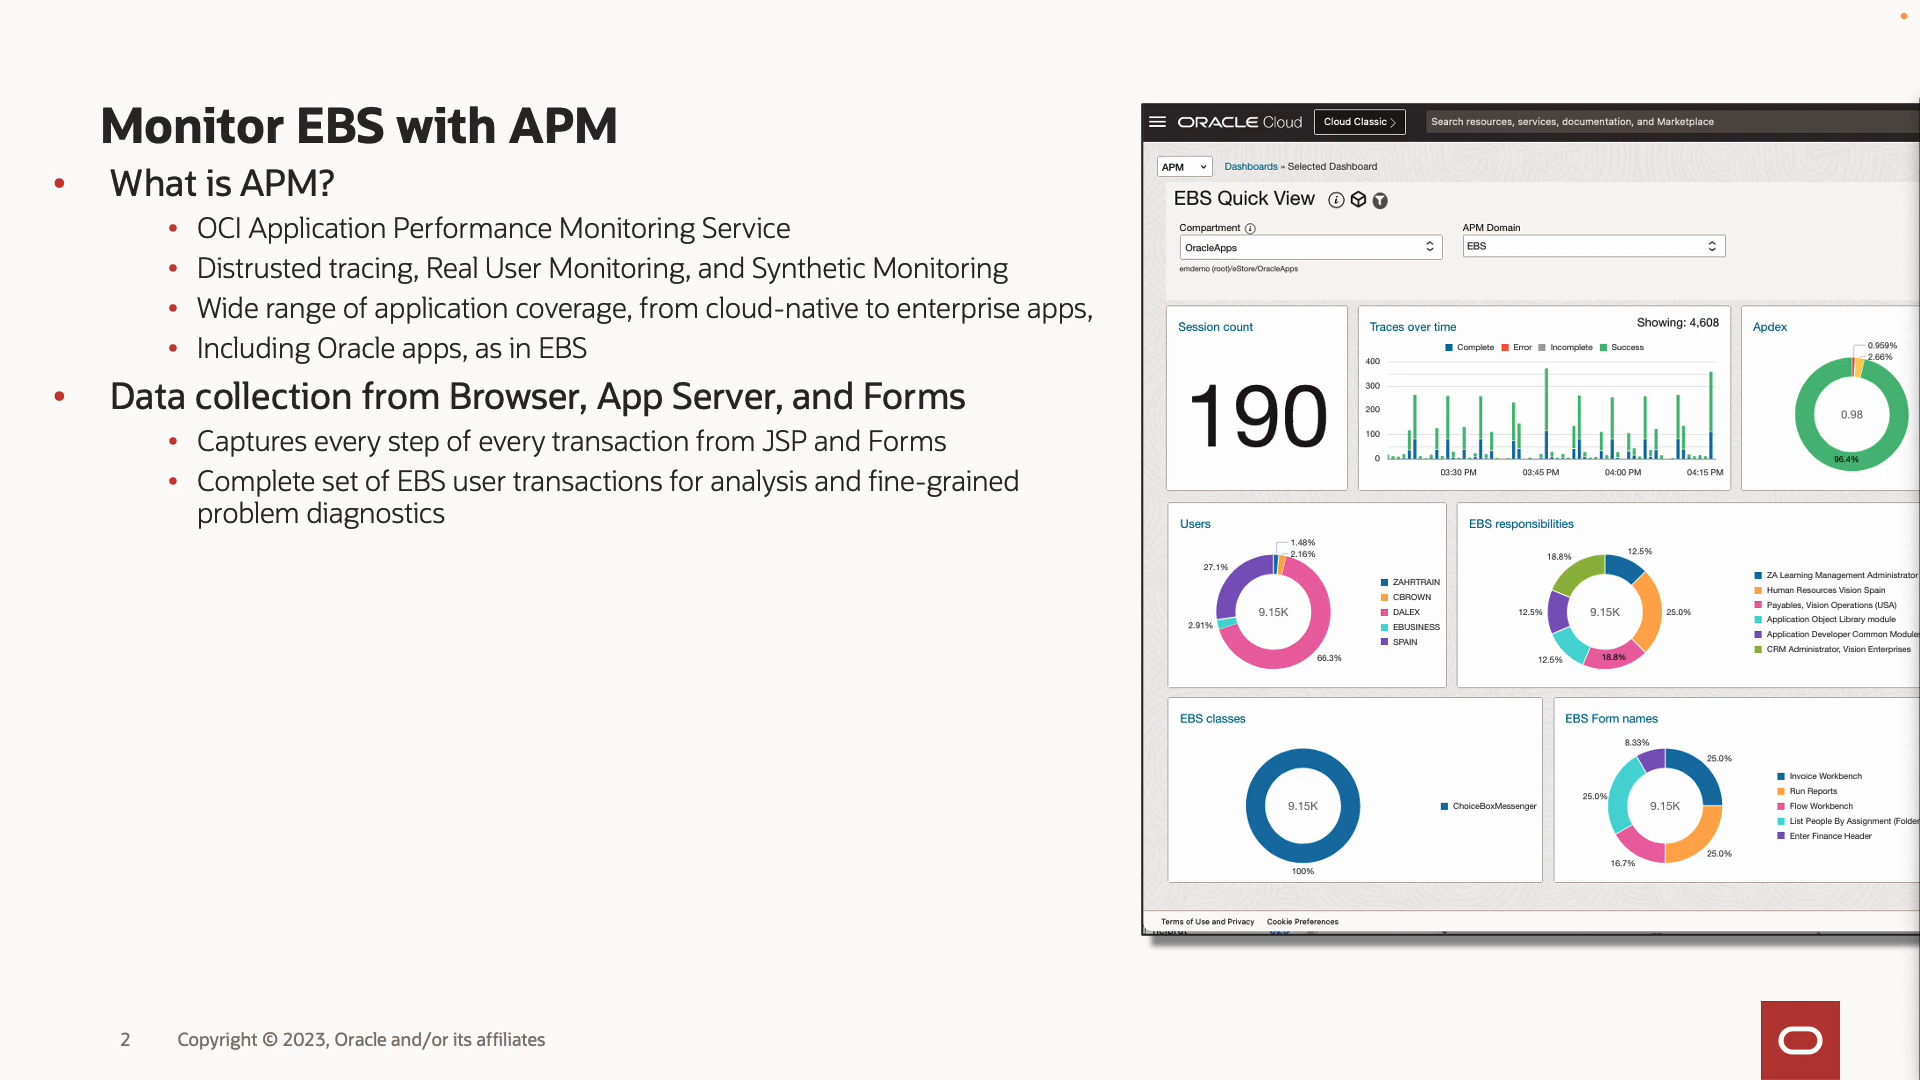 Monitor EBS with APM
• What is APM?
• OCI Application Performance Monitoring Service
• Distrusted tracing, Real User Monitoring, and Synthetic Monitoring
• Wide range of application coverage, from cloud-native to enterprise apps,
• Including Oracle apps, as in EBS
• Data collection from Browser, App Server, and Forms
• Captures every step of every transaction from JSP and Forms
• Complete set of EBS user transactions for analysis and fine-grained
problem diagnostics
ORACLE Cloud
Cloud Classic >
Search resources, services, documentation, and Marketplace
APM
Dashboards » Selected Dashboard
EBS Quick View
Compartment
OracleApps
emdemo (root)/eStore/OracleApps
APM Domain
EBS
Session count
190
Traces over time
Showing: 4,608
Complete Error Incomplete Success
400
300
200
100
0
03:30 PM 03:45 PM 04:00 PM 04:15 PM
Apdex
0.959%
2.66%
0.98
96.4%
Users
1.48%
2.16%
27.1%
9.15K
2.91%
66.3%
ZAHRTRAIN
CBROWN
DALEX
EBUSINESS
SPAIN
EBS responsibilities
18.8%
12.5%
12.5%
9.15K
25.0%
12.5%
18.8%
ZA Learning Management Administrator
Human Resources Vision Spain
Payables, Vision Operations (USA)
Application Object Library module
Application Developer Common Modules
CRM Administrator, Vision Enterprises
EBS classes
9.15K
100%
ChoiceBoxMessenger
EBS Form names
8.33%
25.0%
25.0%
9.15K
16.7%
25.0%
Invoice Workbench
Run Reports
Flow Workbench
List People By Assignment (Folder
Enter Finance Header
Terms of Use and Privacy Cookie Preferences
2 Copyright © 2023, Oracle and/or its affiliates